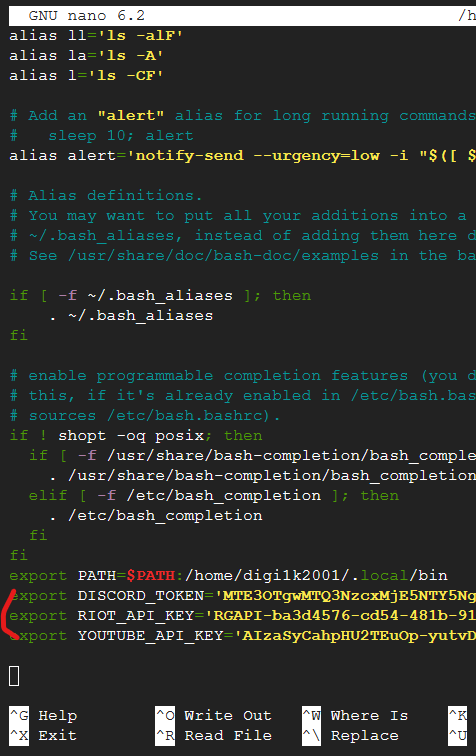 GNU nano 6.2 /h
alias ll='ls -alF'
alias la='ls -A'
alias l='ls -CF'
# Add an "alert" alias for long running commands
#   sleep 10; alert
alias alert='notify-send --urgency=low -i "$([ $
# Alias definitions.
# You may want to put all your additions into a
# ~/.bash_aliases, instead of adding them here d
# See /usr/share/doc/bash-doc/examples in the ba
if [ -f ~/.bash_aliases ]; then
    . ~/.bash_aliases
fi
# enable programmable completion features (you d
# this, if it's already enabled in /etc/bash.bas
# sources /etc/bash.bashrc).
if ! shopt -oq posix; then
  if [ -f /usr/share/bash-completion/bash_comple
    . /usr/share/bash-completion/bash_completion
  elif [ -f /etc/bash_completion ]; then
    . /etc/bash_completion
  fi
fi
export PATH=$PATH:/home/digi1k2001/.local/bin
export DISCORD_TOKEN='MTE3OTgwMTQ3NzcxMjE5NTY5Ng
export RIOT_API_KEY='RGAPI-ba3d4576-cd54-481b-91
export YOUTUBE_API_KEY='AIzaSyCahpHU2TEuOp-yutvD
^G Help ^O Write Out ^W Where Is ^K
^X Exit ^R Read File ^\ Replace ^U